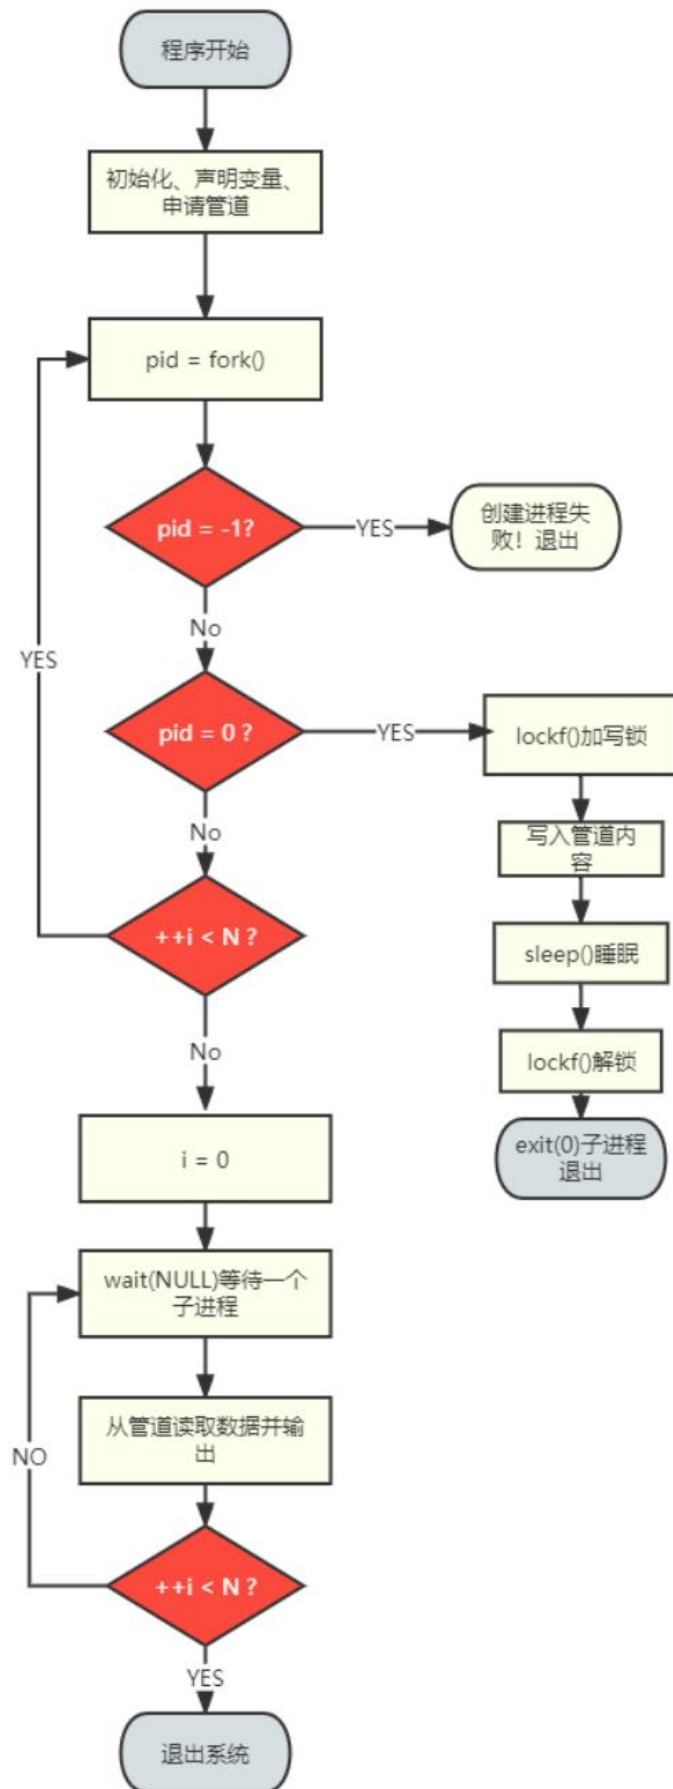 程序开始
初始化、声明变量、
申请管道
pid = fork()
pid = -1?
YES
创建进程失
败！退出
No
YES
pid = 0 ?
YES
lockf()加写锁
No
写入管道内
容
++i < N ?
sleep()睡眠
No
lockf()解锁
i = 0
exit(0)子进程
退出
wait(NULL)等待一个
子进程
从管道读取数据并输
出
NO
++i < N ?
YES
退出系统